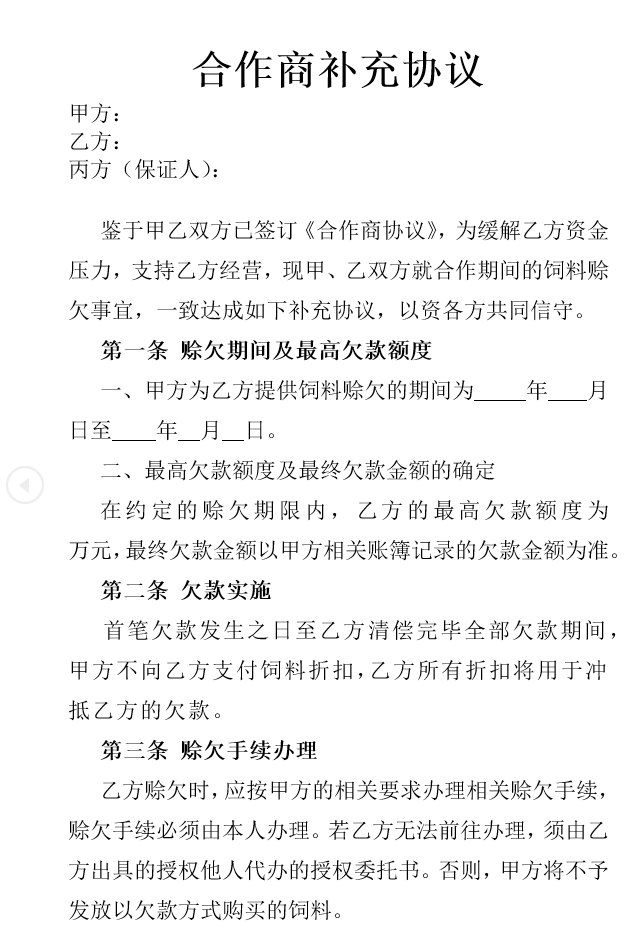 合作商补充协议
甲方：
乙方：
丙方（保证人）：
鉴于甲乙双方已签订《合作商协议》，为缓解乙方资金
压力，支持乙方经营，现甲、乙双方就合作期间的饲料赊
欠事宜，一致达成如下补充协议，以资各方共同信守。
第一条 赊欠期间及最高欠款额度
一、甲方为乙方提供饲料赊欠的期间为_____年____月
日至____年__月__日。
二、最高欠款额度及最终欠款金额的确定
在约定的赊欠期限内，乙方的最高欠款额度为
万元，最终欠款金额以甲方相关账簿记录的欠款金额为准。
第二条 欠款实施
首笔欠款发生之日至乙方清偿完毕全部欠款期间，
甲方不向乙方支付饲料折扣，乙方所有折扣将用于冲
抵乙方的欠款。
第三条 赊欠手续办理
乙方赊欠时，应按甲方的相关要求办理相关赊欠手续，
赊欠手续必须由本人办理。若乙方无法前往办理，须由乙
方出具的授权他人代办的授权委托书。否则，甲方将不予
发放以欠款方式购买的饲料。